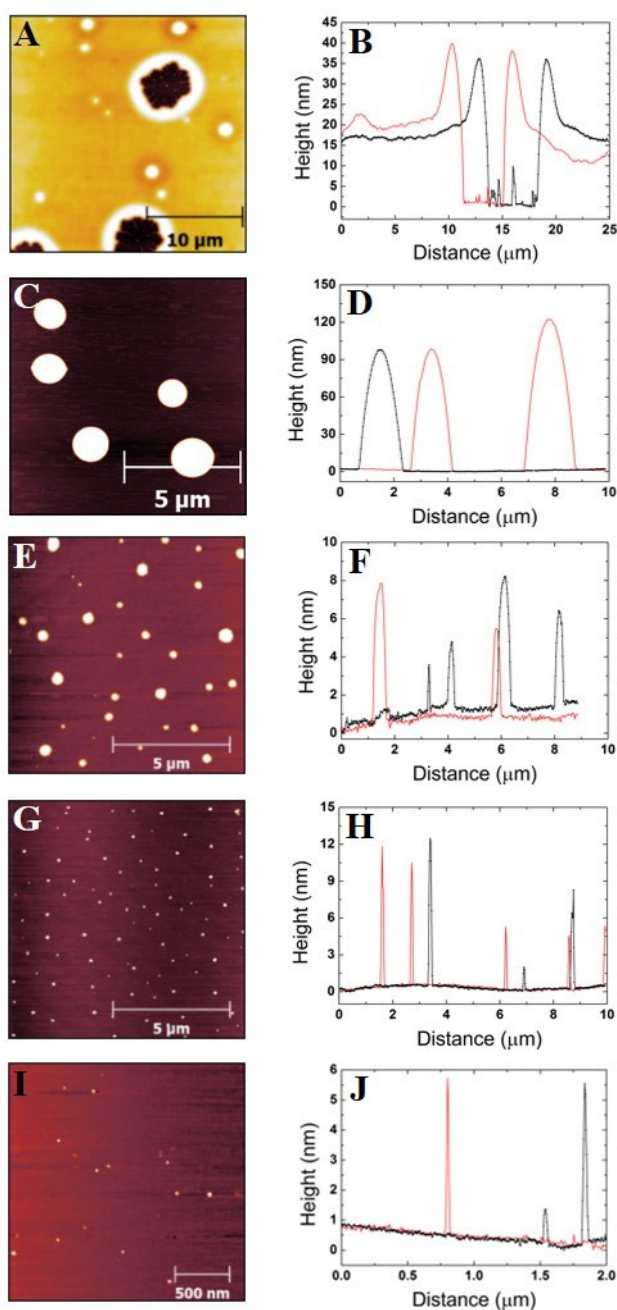 A
10 μm
B
Height (nm)
45
40
35
30
25
20
15
10
5
0
0 5 10 15 20 25
Distance (μm)
C
5 μm
D
Height (nm)
150
120
90
60
30
0
0 2 4 6 8 10
Distance (μm)
E
5 μm
F
Height (nm)
10
8
6
4
2
0
0 2 4 6 8 10
Distance (μm)
G
5 μm
H
Height (nm)
15
12
9
6
3
0
0 2 4 6 8 10
Distance (μm)
I
500 nm
J
Height (nm)
6
5
4
3
2
1
0
0.0 0.5 1.0 1.5 2.0
Distance (μm)